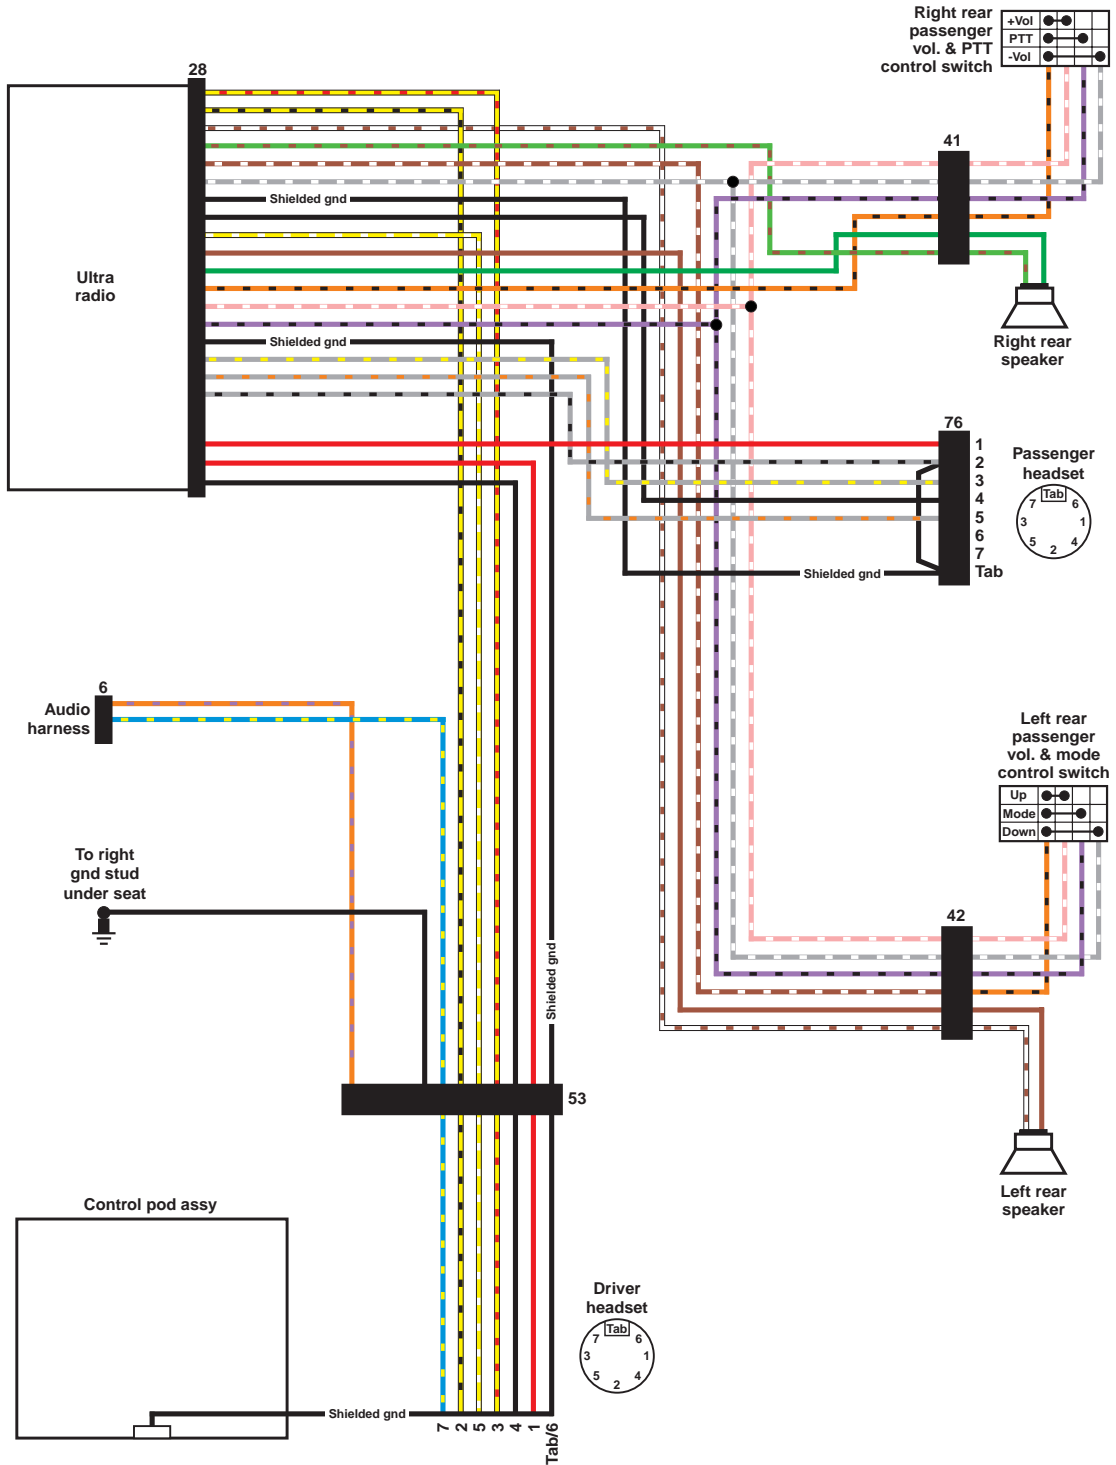 Right rear
passenger
vol. & PTT
control switch
+Vol
PTT
-Vol
28
41
Shielded gnd
Ultra
radio
Shielded gnd
Right rear
speaker
76
1
2
3
4
5
6
7
Tab
Passenger
headset
Tab
7
6
3
1
5
4
2
Shielded gnd
6
Audio
harness
Left rear
passenger
vol. & mode
control switch
Up
Mode
Down
To right
gnd stud
under seat
42
Shielded gnd
53
Left rear
speaker
Control pod assy
Driver
headset
Tab
7
6
3
1
5
4
2
Shielded gnd
7
2
5
3
4
1
Tab/6